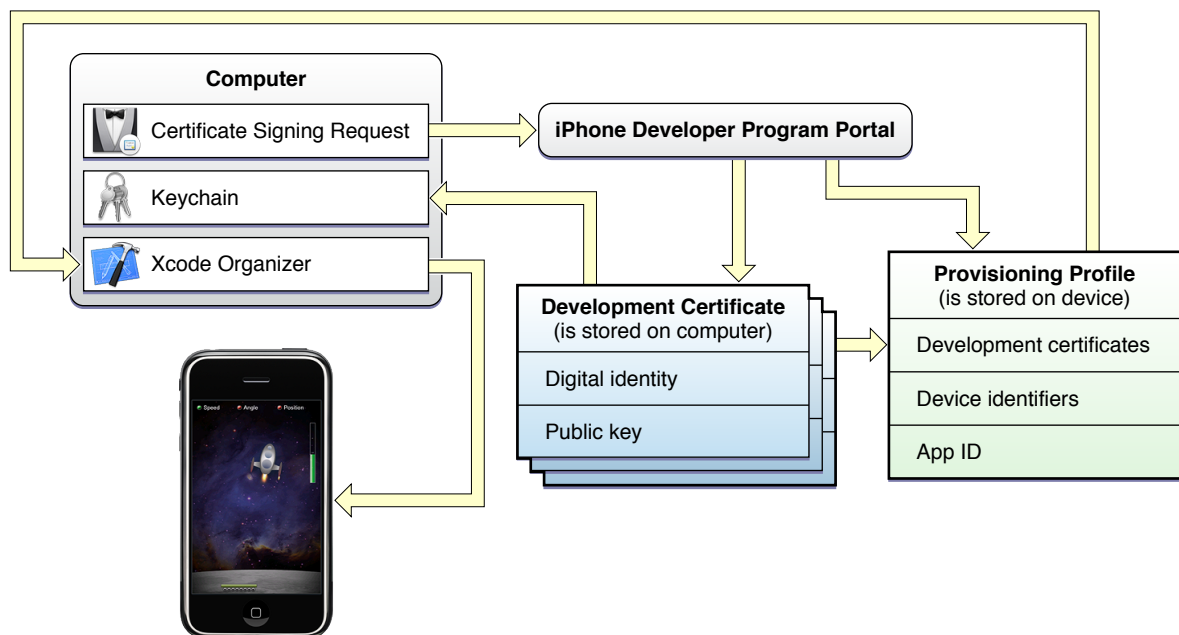 Computer
Certificate Signing Request
Keychain
Xcode Organizer
iPhone Developer Program Portal
Development Certificate
(is stored on computer)
Digital identity
Public key
Provisioning Profile
(is stored on device)
Development certificates
Device identifiers
App ID
Speed
Angle
Position